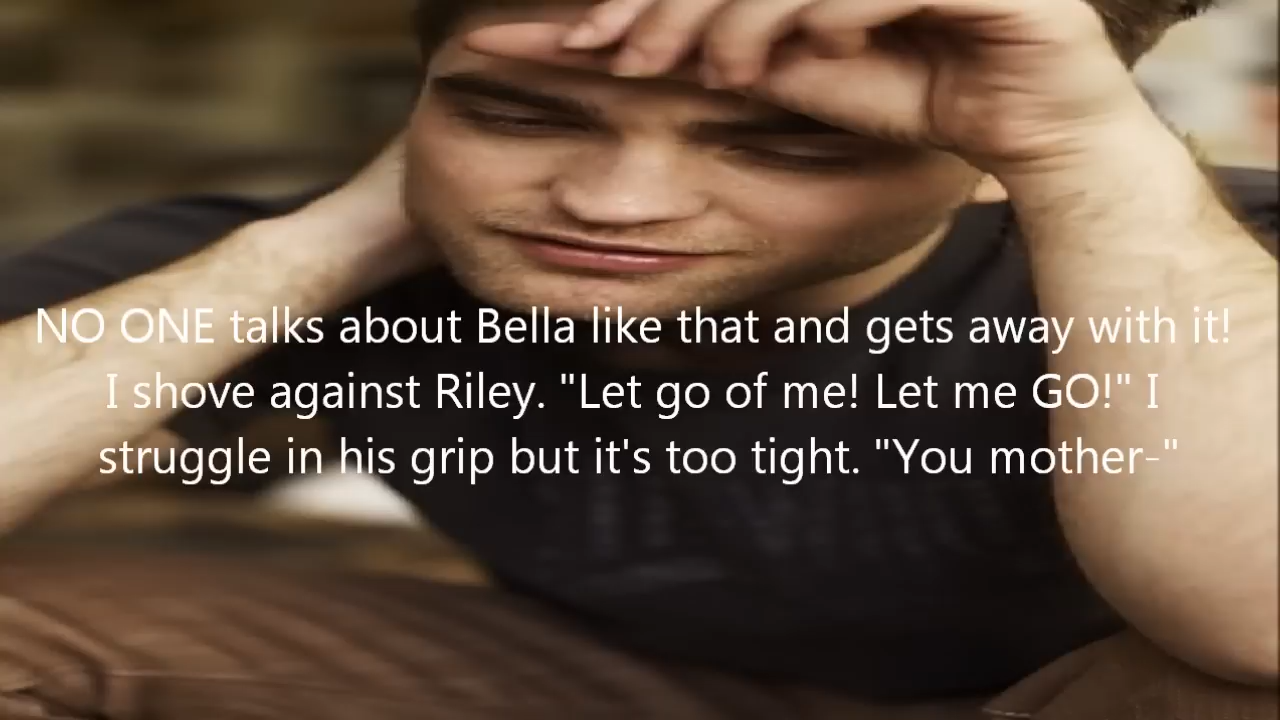 NO ONE talks about Bella like that and gets away with it!
I shove against Riley. "Let go of me! Let me GO!" I
struggle in his grip but it's too tight. "You mother-"